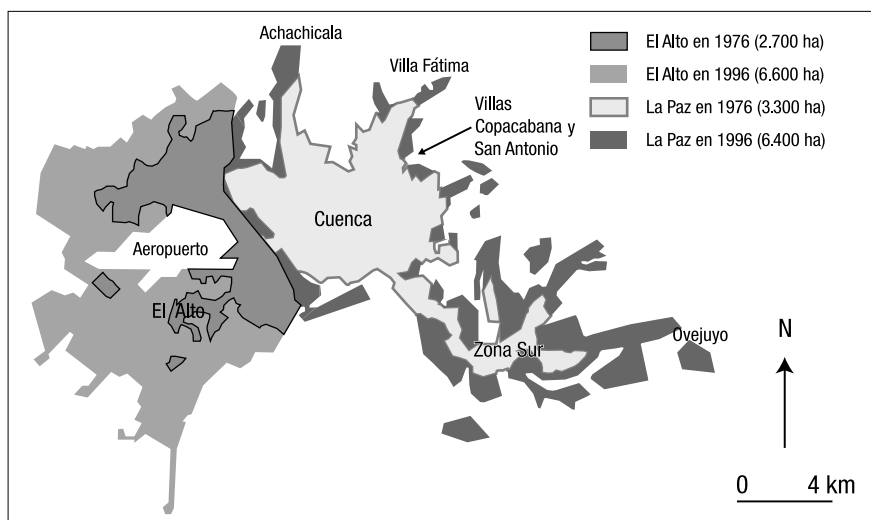 Achachicala
Villa Fátima
Villas
Copacabana y
San Antonio
El Alto en 1976 (2.700 ha)
El Alto en 1996 (6.600 ha)
La Paz en 1976 (3.300 ha)
La Paz en 1996 (6.400 ha)
Cuenca
Aeropuerto
El Alto
Zona Sur
Ovejuyo
N
0 4 km